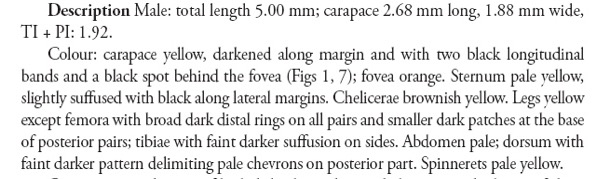 Description Male: total length 5.00 mm; carapace 2.68 mm long, 1.88 mm wide,
TI + PI: 1.92.
Colour: carapace yellow, darkened along margin and with two black longitudinal
bands and a black spot behind the fovea (Figs 1, 7); fovea orange. Sternum pale yellow,
slightly suffused with black along lateral margins. Chelicerae brownish yellow. Legs yellow
except femora with broad dark distal rings on all pairs and smaller dark patches at the base
of posterior pairs; tibiae with faint darker suffusion on sides. Abdomen pale; dorsum with
faint darker pattern delimiting pale chevrons on posterior part. Spinnerets pale yellow.